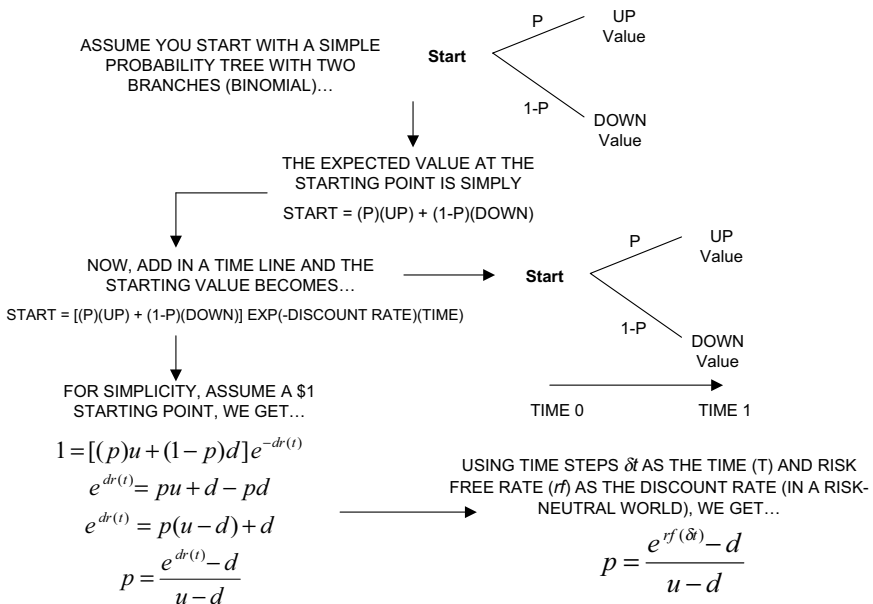 ASSUME YOU START WITH A SIMPLE
PROBABILITY TREE WITH TWO
BRANCHES (BINOMIAL)…
Start
P
UP
Value
1-P
DOWN
Value
THE EXPECTED VALUE AT THE
STARTING POINT IS SIMPLY
START = (P)(UP) + (1-P)(DOWN)
NOW, ADD IN A TIME LINE AND THE
STARTING VALUE BECOMES…
START = [(P)(UP) + (1-P)(DOWN)] EXP(-DISCOUNT RATE)(TIME)
Start
P
UP
Value
1-P
DOWN
Value
TIME 0
TIME 1
FOR SIMPLICITY, ASSUME A $1
STARTING POINT, WE GET…
1 = [(p)u + (1 − p)d]e^{−dr(t)}
e^{dr(t)} = pu + d − pd
e^{dr(t)} = p(u − d) + d
p = \frac{e^{dr(t)} − d}{u − d}
USING TIME STEPS δt AS THE TIME (T) AND RISK
FREE RATE (rf) AS THE DISCOUNT RATE (IN A RISK-
NEUTRAL WORLD), WE GET…
p = \frac{e^{rf(δt)} − d}{u − d}